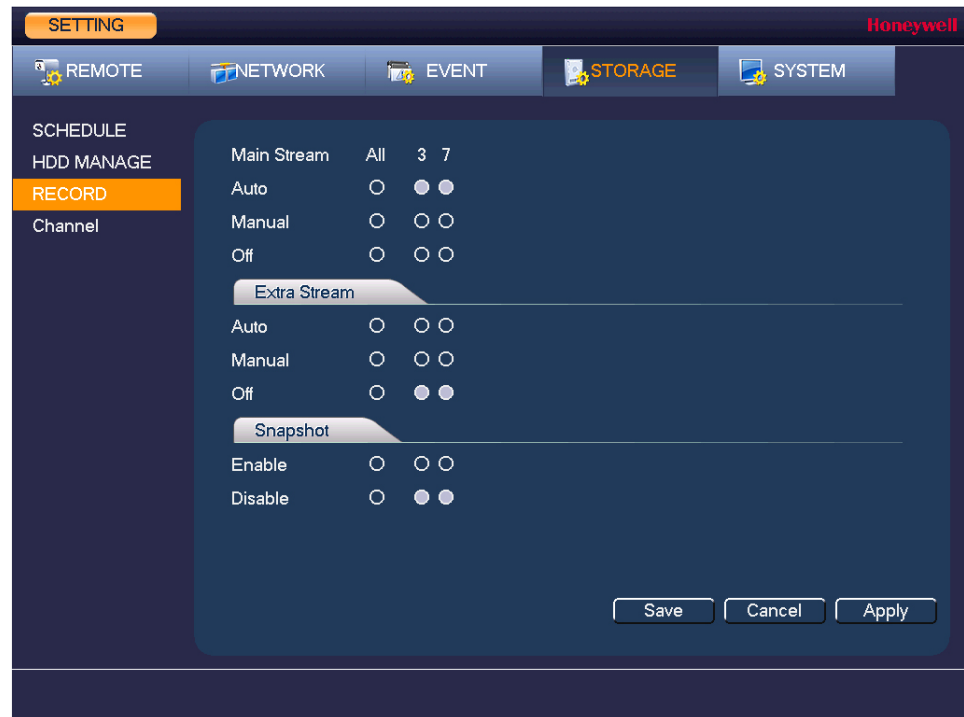 SETTING Honeywell
REMOTE NETWORK EVENT STORAGE SYSTEM
SCHEDULE
HDD MANAGE
RECORD
Channel
Main Stream All 3 7
Auto
Manual
Off
Extra Stream
Auto
Manual
Off
Snapshot
Enable
Disable
Save Cancel Apply